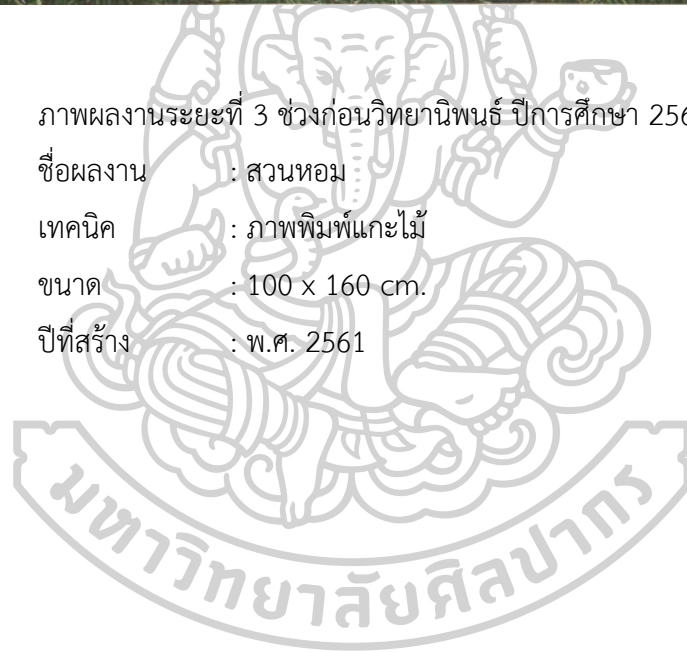 ภาพผลงานระยะที่ 3 ช่วงก่อนวิทยานิพนธ์ ปีการศึกษา 256
ชื่อผลงาน : สวนหอม
เทคนิค : ภาพพิมพ์แกะไม้
ขนาด : 100 x 160 cm.
ปีที่สร้าง : พ.ศ. 2561
มหาวิทยาลัยศิลปากร